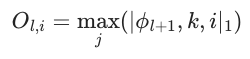 O_{l,i} = \max_{j}(|\phi_{l+1}, k, i|_1)